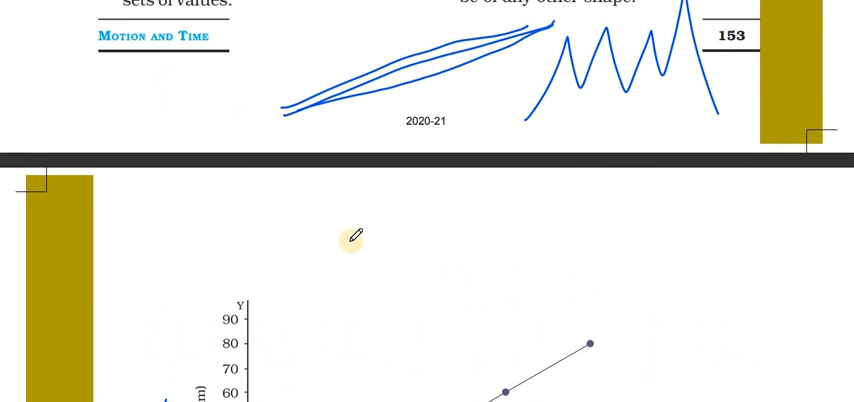 sets of values.
be of any other shape.
MOTION AND TIME
153
2020-21
Y
90
80
70
60
m)